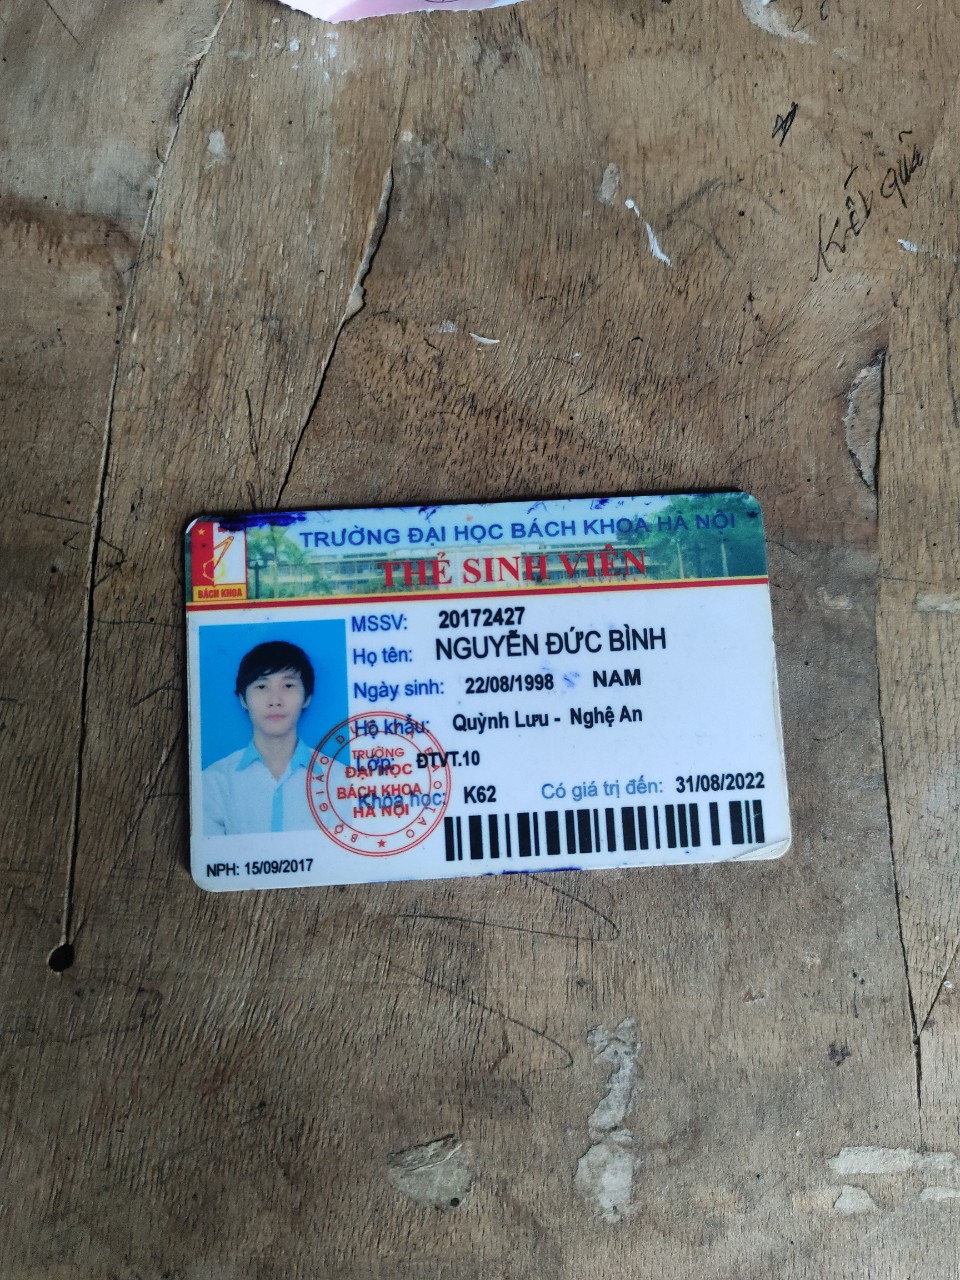 Kết quả
TRƯỜNG ĐẠI HỌC BÁCH KHOA HÀ NỘI
THẺ SINH VIÊN
BÁCH KHOA
MSSV: 20172427
Họ tên: NGUYỄN ĐỨC BÌNH
Ngày sinh: 22/08/1998 NAM
Hộ khẩu: Quỳnh Lưu - Nghệ An
Lớp: ĐTVT.10
Khóa học: K62 Có giá trị đến: 31/08/2022
BỘ GIÁO DỤC VÀ ĐÀO TẠO
TRƯỜNG
ĐẠI HỌC
BÁCH KHOA
HÀ NỘI
NPH: 15/09/2017